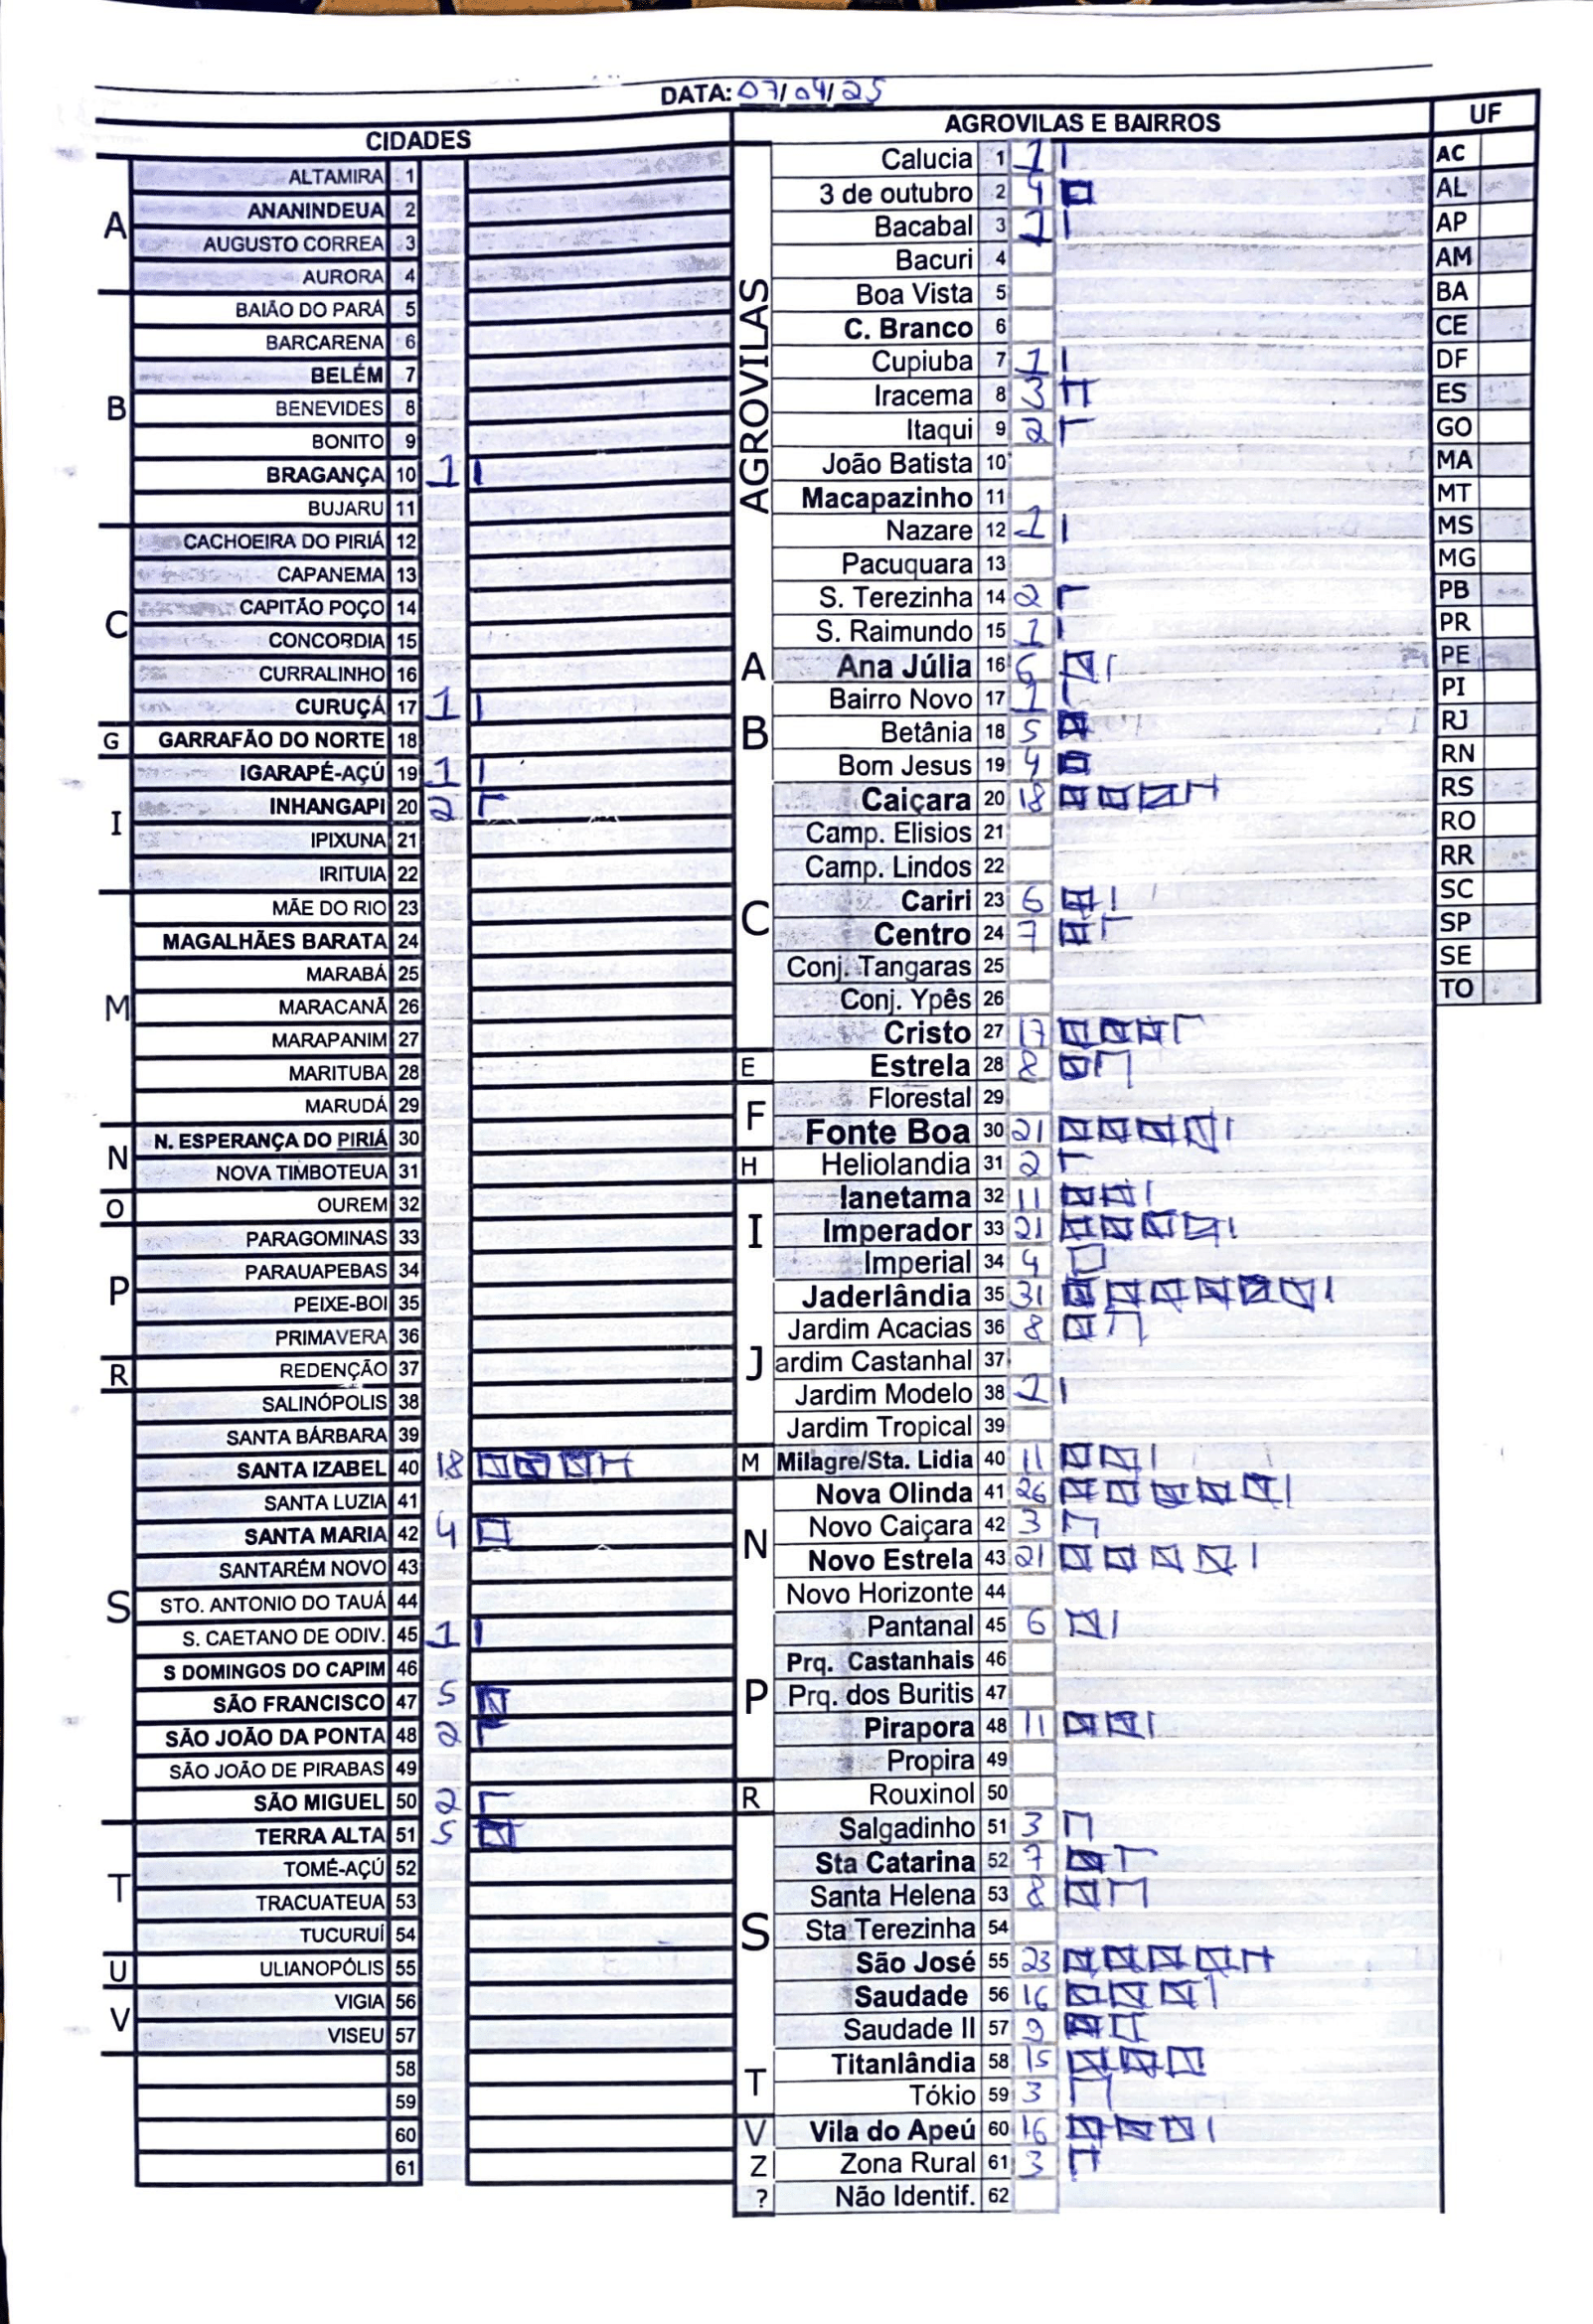 DATA: 07/04/25
CIDADES
A
ALTAMIRA 1
ANANINDEUA 2
AUGUSTO CORREA 3
AURORA 4
B
BAIÃO DO PARÁ 5
BARCARENA 6
BELÉM 7
BENEVIDES 8
BONITO 9
BRAGANÇA 10 1
BUJARU 11
C
CACHOEIRA DO PIRIÁ 12
CAPANEMA 13
CAPITÃO POÇO 14
CONCORDIA 15
CURRALINHO 16
CURUÇÁ 17 1
G
GARRAFÃO DO NORTE 18
I
IGARAPÉ-AÇÚ 19 1
INHANGAPI 20 2
IPIXUNA 21
IRITUIA 22
M
MÃE DO RIO 23
MAGALHÃES BARATA 24
MARABÁ 25
MARACANÃ 26
MARAPANIM 27
MARITUBA 28
MARUDÁ 29
N
N. ESPERANÇA DO PIRIÁ 30
NOVA TIMBOTEUA 31
O
OUREM 32
P
PARAGOMINAS 33
PARAUAPEBAS 34
PEIXE-BOI 35
PRIMAVERA 36
R
REDENÇÃO 37
S
SALINÓPOLIS 38
SANTA BÁRBARA 39
SANTA IZABEL 40 18
SANTA LUZIA 41
SANTA MARIA 42 4
SANTARÉM NOVO 43
STO. ANTONIO DO TAUÁ 44
S. CAETANO DE ODIV. 45 1
S DOMINGOS DO CAPIM 46
SÃO FRANCISCO 47 5
SÃO JOÃO DA PONTA 48 2
SÃO JOÃO DE PIRABAS 49
SÃO MIGUEL 50 2
T
TERRA ALTA 51 5
TOMÉ-AÇÚ 52
TRACUATEUA 53
TUCURUÍ 54
U
ULIANOPÓLIS 55
V
VIGIA 56
VISEU 57
58
59
60
61
AGROVILAS E BAIRROS
AGROVILAS
Calucia 1 1
3 de outubro 2 4
Bacabal 3 1
Bacuri 4
Boa Vista 5
C. Branco 6
Cupiuba 7 1
Iracema 8 3
Itaqui 9 2
João Batista 10
Macapazinho 11
Nazare 12 1
Pacuquara 13
S. Terezinha 14 2
S. Raimundo 15 1
A
Ana Júlia 16 6
B
Bairro Novo 17 1
Betânia 18 5
Bom Jesus 19 4
C
Caiçara 20 18
Camp. Elisios 21
Camp. Lindos 22
Cariri 23 6
Centro 24 7
Conj. Tangaras 25
Conj. Ypês 26
Cristo 27 17
E
Estrela 28 8
F
Florestal 29
Fonte Boa 30 21
H
Heliolandia 31 2
I
Ianetama 32 11
Imperador 33 21
Imperial 34 4
J
Jaderlândia 35 31
Jardim Acacias 36 8
ardim Castanhal 37
Jardim Modelo 38 1
Jardim Tropical 39
M
Milagre/Sta. Lidia 40 11
N
Nova Olinda 41 26
Novo Caiçara 42 3
Novo Estrela 43 21
Novo Horizonte 44
P
Pantanal 45 6
Prq. Castanhais 46
Prq. dos Buritis 47
Pirapora 48 11
Propira 49
R
Rouxinol 50
S
Salgadinho 51 3
Sta Catarina 52 7
Santa Helena 53 8
Sta Terezinha 54
São José 55 23
Saudade 56 16
Saudade II 57 9
T
Titanlândia 58 15
Tókio 59 3
V
Vila do Apeú 60 16
Z
Zona Rural 61 3
?
Não Identif. 62
UF
AC
AL
AP
AM
BA
CE
DF
ES
GO
MA
MT
MS
MG
PB
PR
PE
PI
RJ
RN
RS
RO
RR
SC
SP
SE
TO